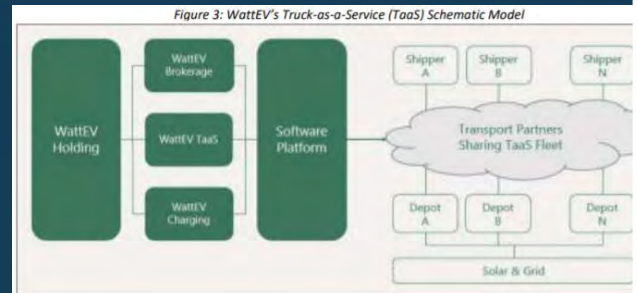 Figure 3: WattEV's Truck-as-a-Service (TaaS) Schematic Model
WattEV
Holding
WattEV
Brokerage
WattEV TaaS
WattEV
Charging
Software
Platform
Shipper
A
Shipper
B
Shipper
N
Transport Partners
Sharing TaaS Fleet
Depot
A
Depot
B
Depot
N
Solar & Grid